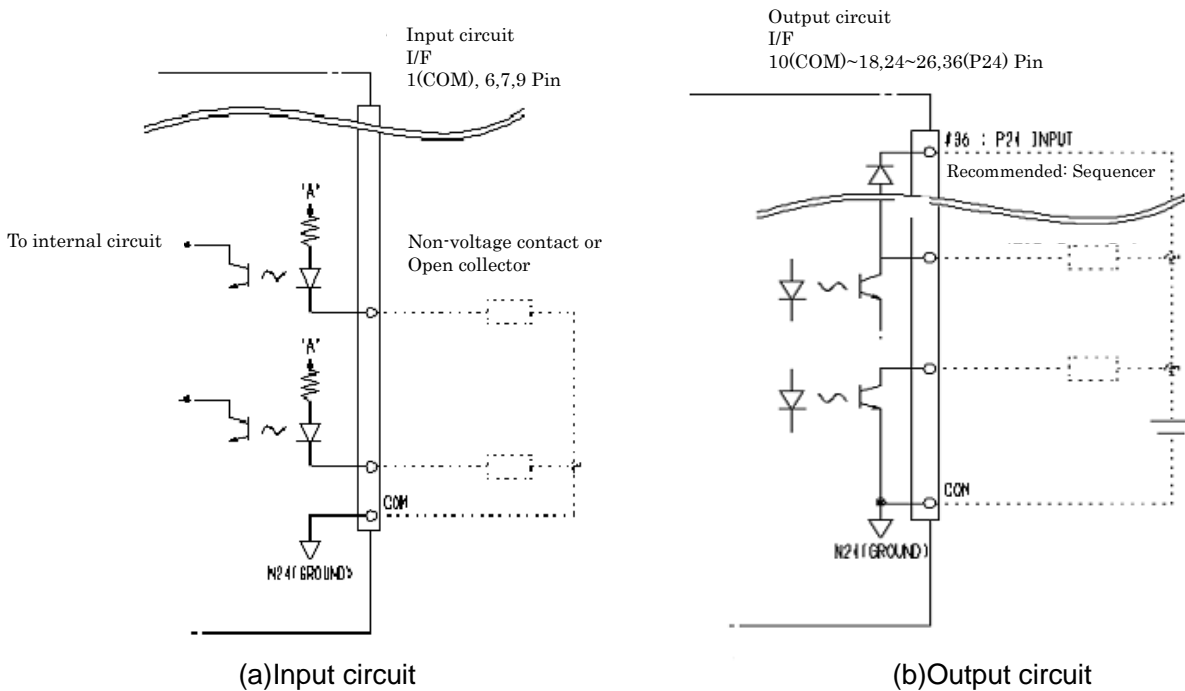 Input circuit
I/F
1(COM), 6,7,9 Pin
"A"
To internal circuit
Non-voltage contact or
Open collector
"A"
COM
N24(GROUND)
(a)Input circuit
Output circuit
I/F
10(COM)~18,24~26,36(P24) Pin
#36 : P24 INPUT
Recommended: Sequencer
COM
N24(GROUND)
(b)Output circuit